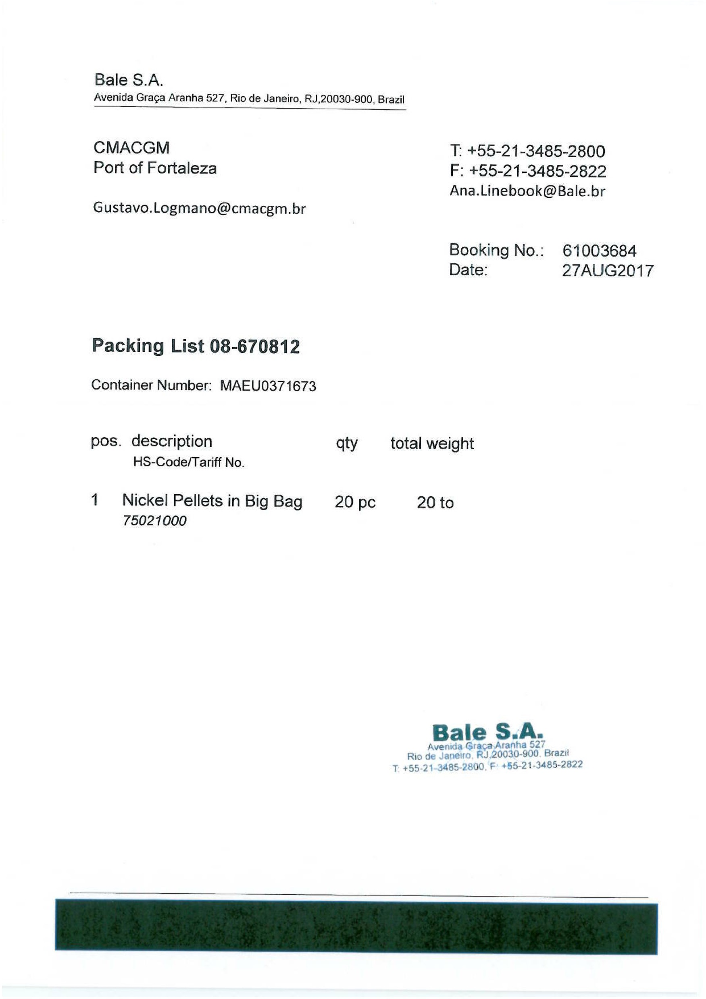 Bale S.A.
Avenida Graça Aranha 527, Rio de Janeiro, RJ,20030-900, Brazil
CMACGM
Port of Fortaleza
Gustavo.Logmano@cmacgm.br
T: +55-21-3485-2800
F: +55-21-3485-2822
Ana.Linebook@Bale.br
Booking No.: 61003684
Date: 27AUG2017
Packing List 08-670812
Container Number: MAEU0371673
pos. description qty total weight
HS-Code/Tariff No.
1 Nickel Pellets in Big Bag 20 pc 20 to
75021000
Bale S.A.
Avenida Graça Aranha 527
Rio de Janeiro, RJ,20030-900, Brazil
T: +55-21-3485-2800, F: +55-21-3485-2822